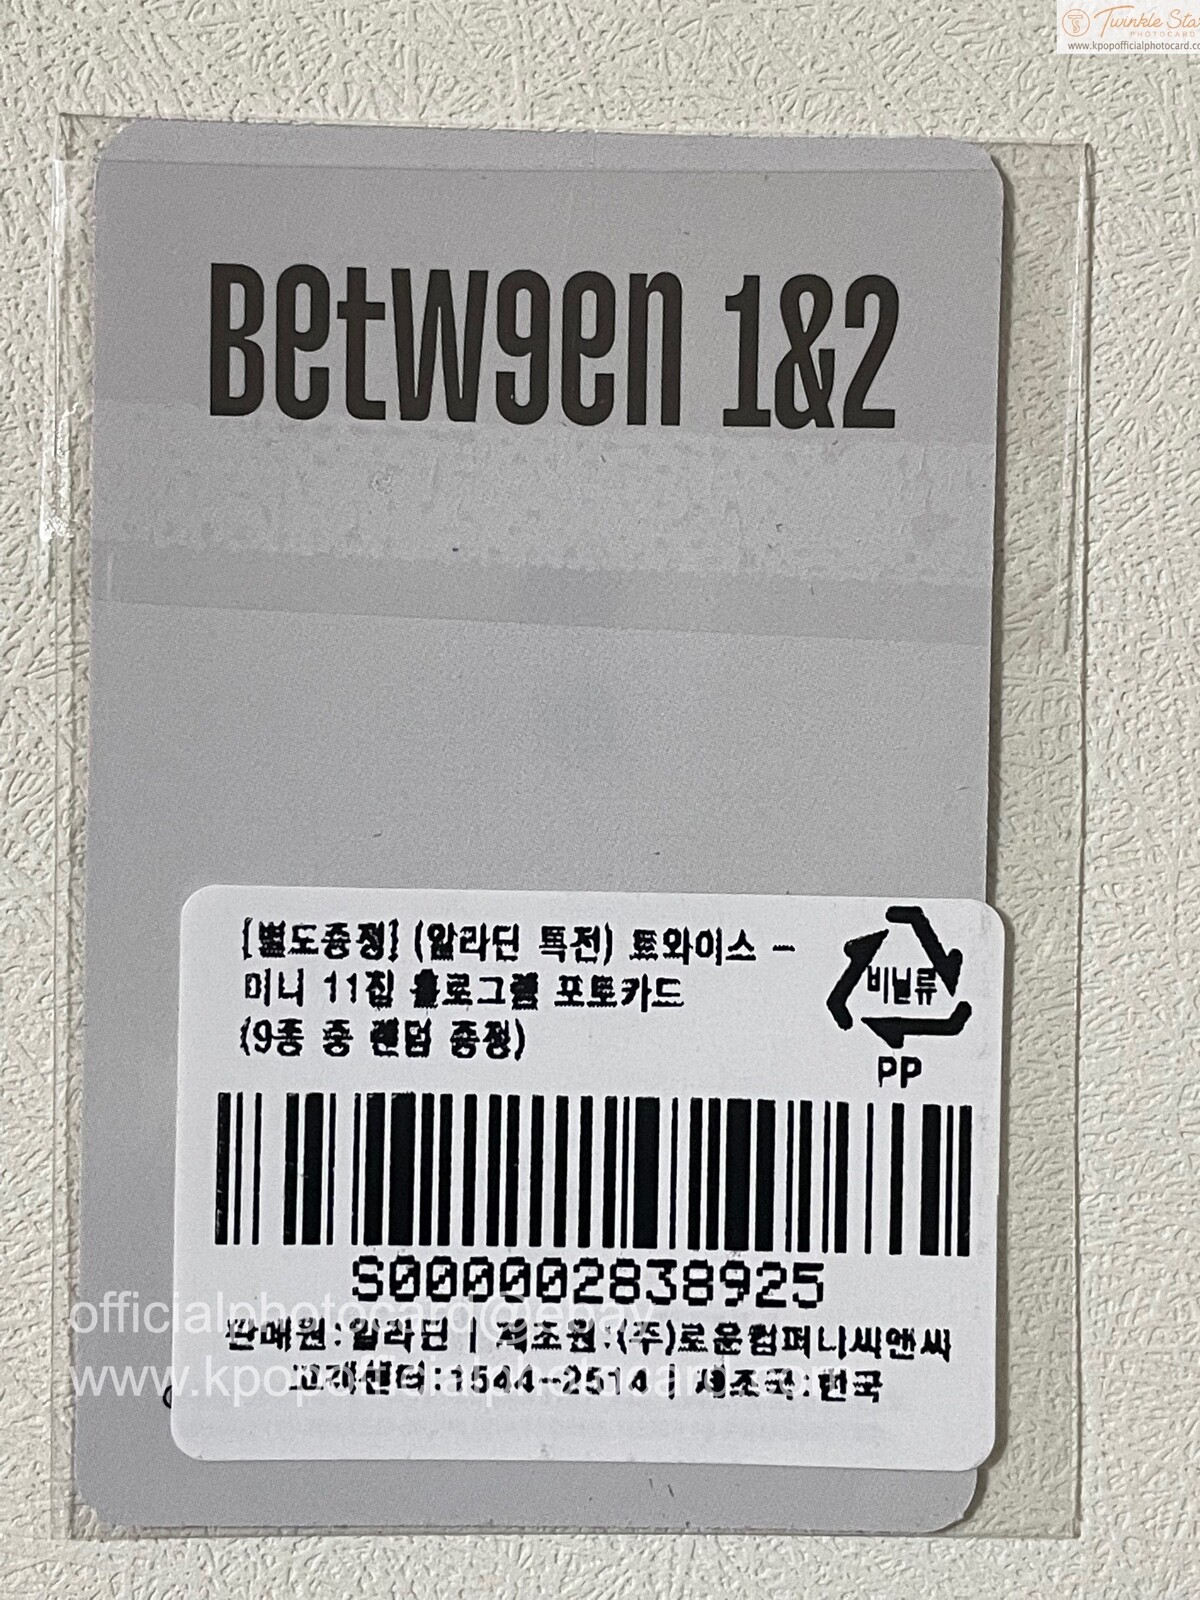 Twinkle Sta
PHOTOCARD
www.kpopofficialphotocard.co
BetW9en 1&2
[별도증정] (알라딘 특전) 트와이스 -
미니 11집 홀로그램 포토카드
(9종 중 랜덤 증정)
비닐류
PP
S000002838925
officialphotocard@ebay
판매원:알라딘 | 제조원:(주)로운컴퍼니씨앤씨
www.kpopofficialphotocard.com
고객센터:1544-2514 | 제조국:한국